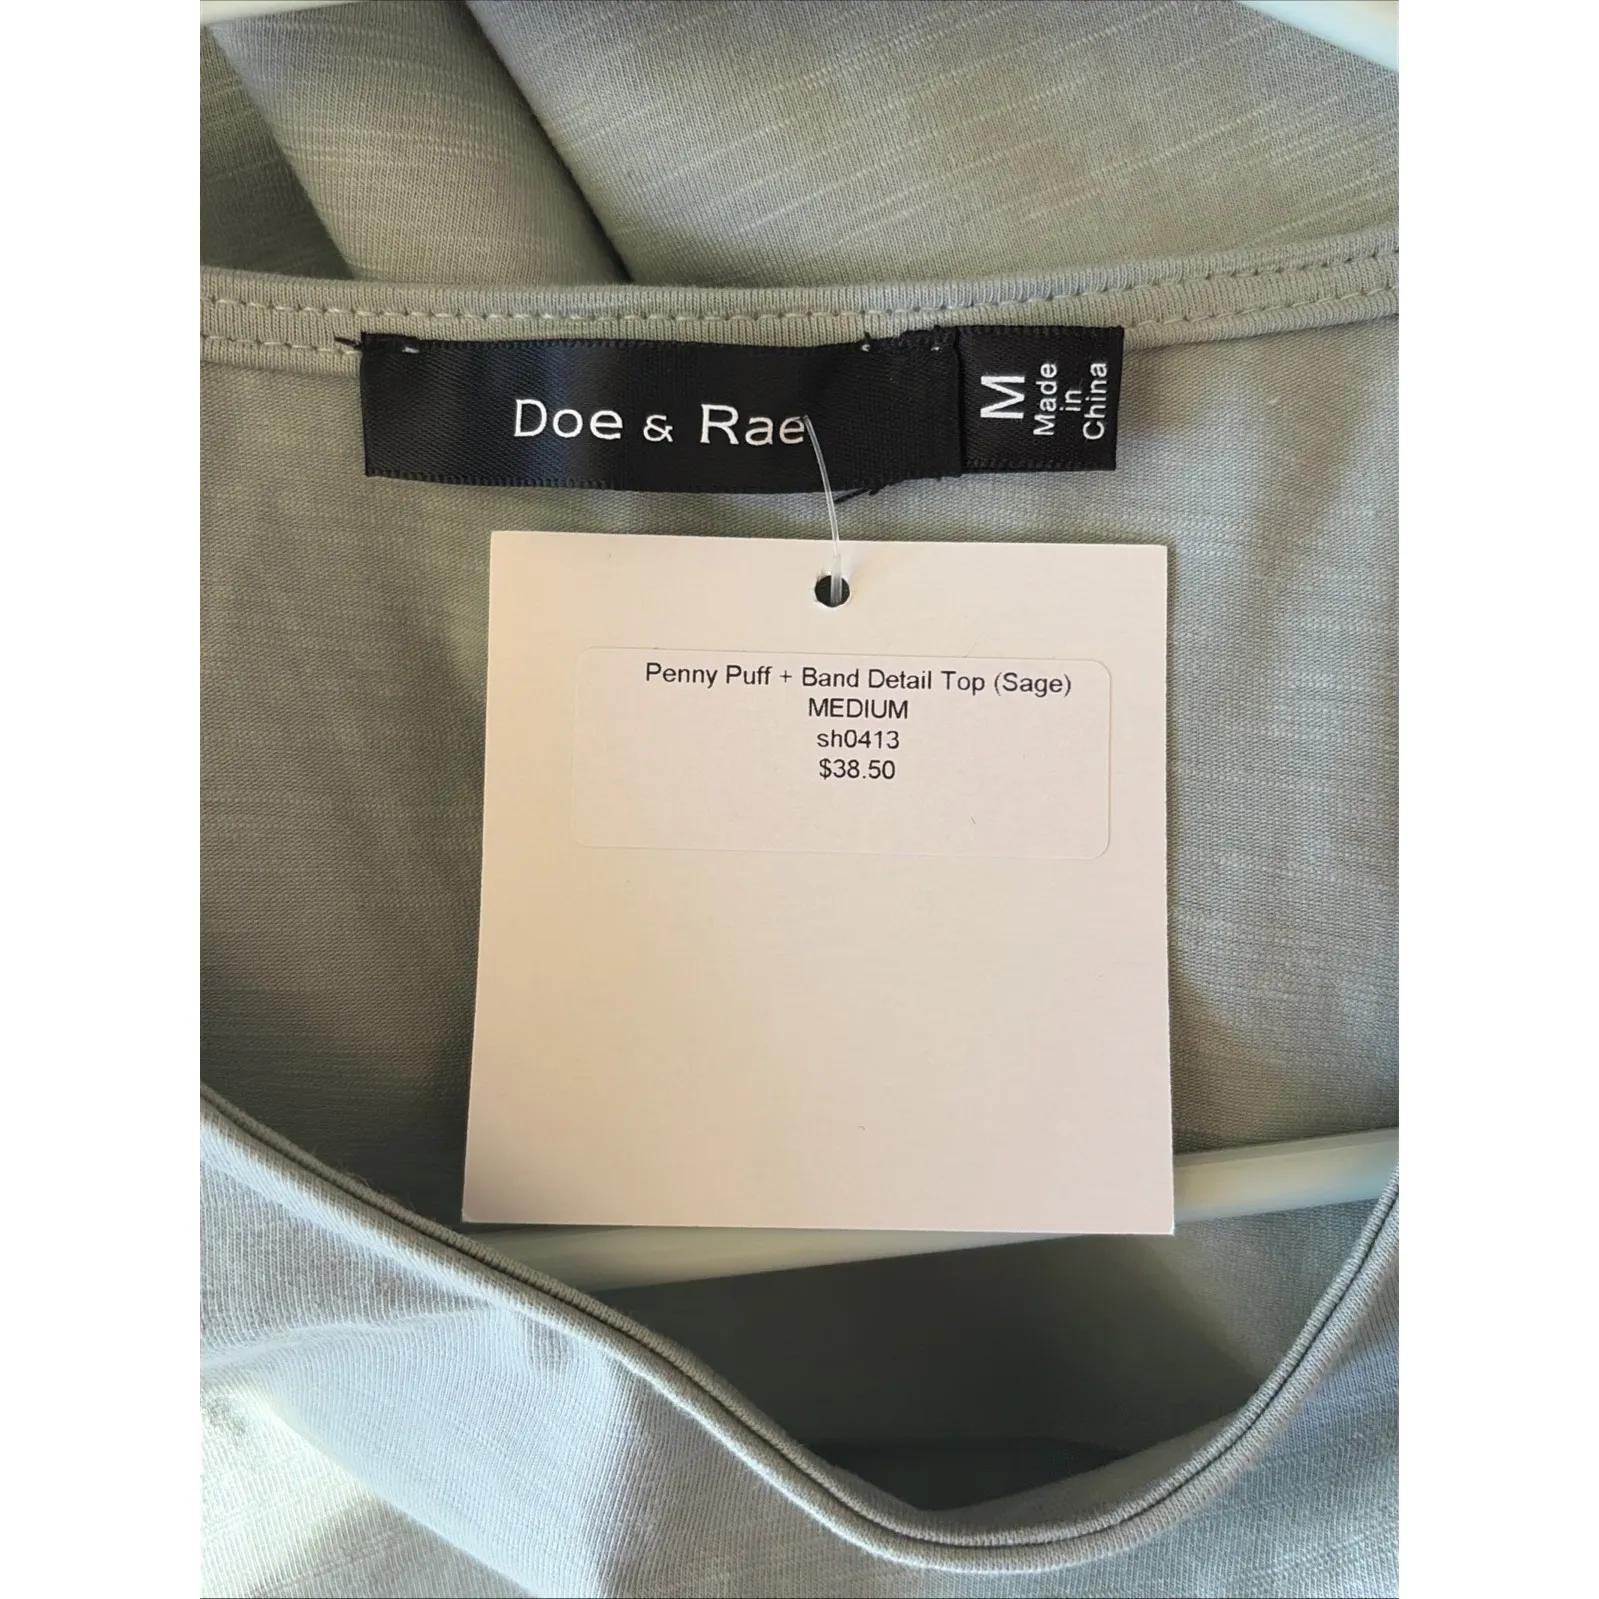 Doe & Rae
M
Made
in
China
Penny Puff + Band Detail Top (Sage)
MEDIUM
sh0413
$38.50